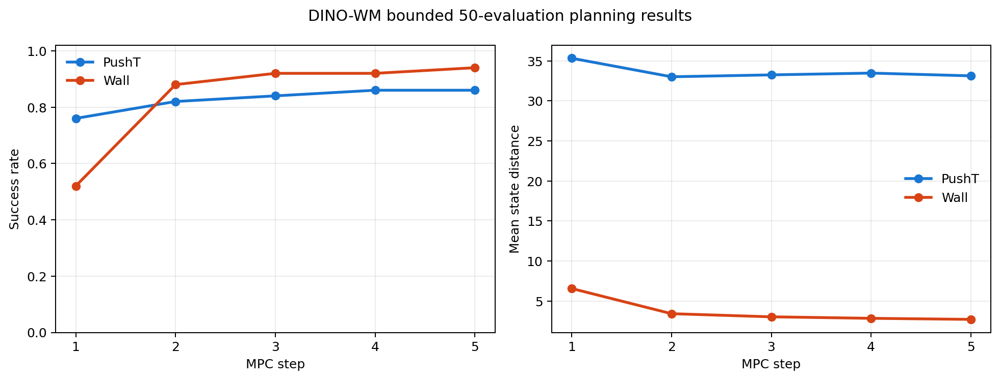 DINO-WM bounded 50-evaluation planning results
Success rate
1.0
0.8
0.6
0.4
0.2
0.0
PushT
Wall
1 2 3 4 5
MPC step
Mean state distance
35
30
25
20
15
10
5
PushT
Wall
1 2 3 4 5
MPC step